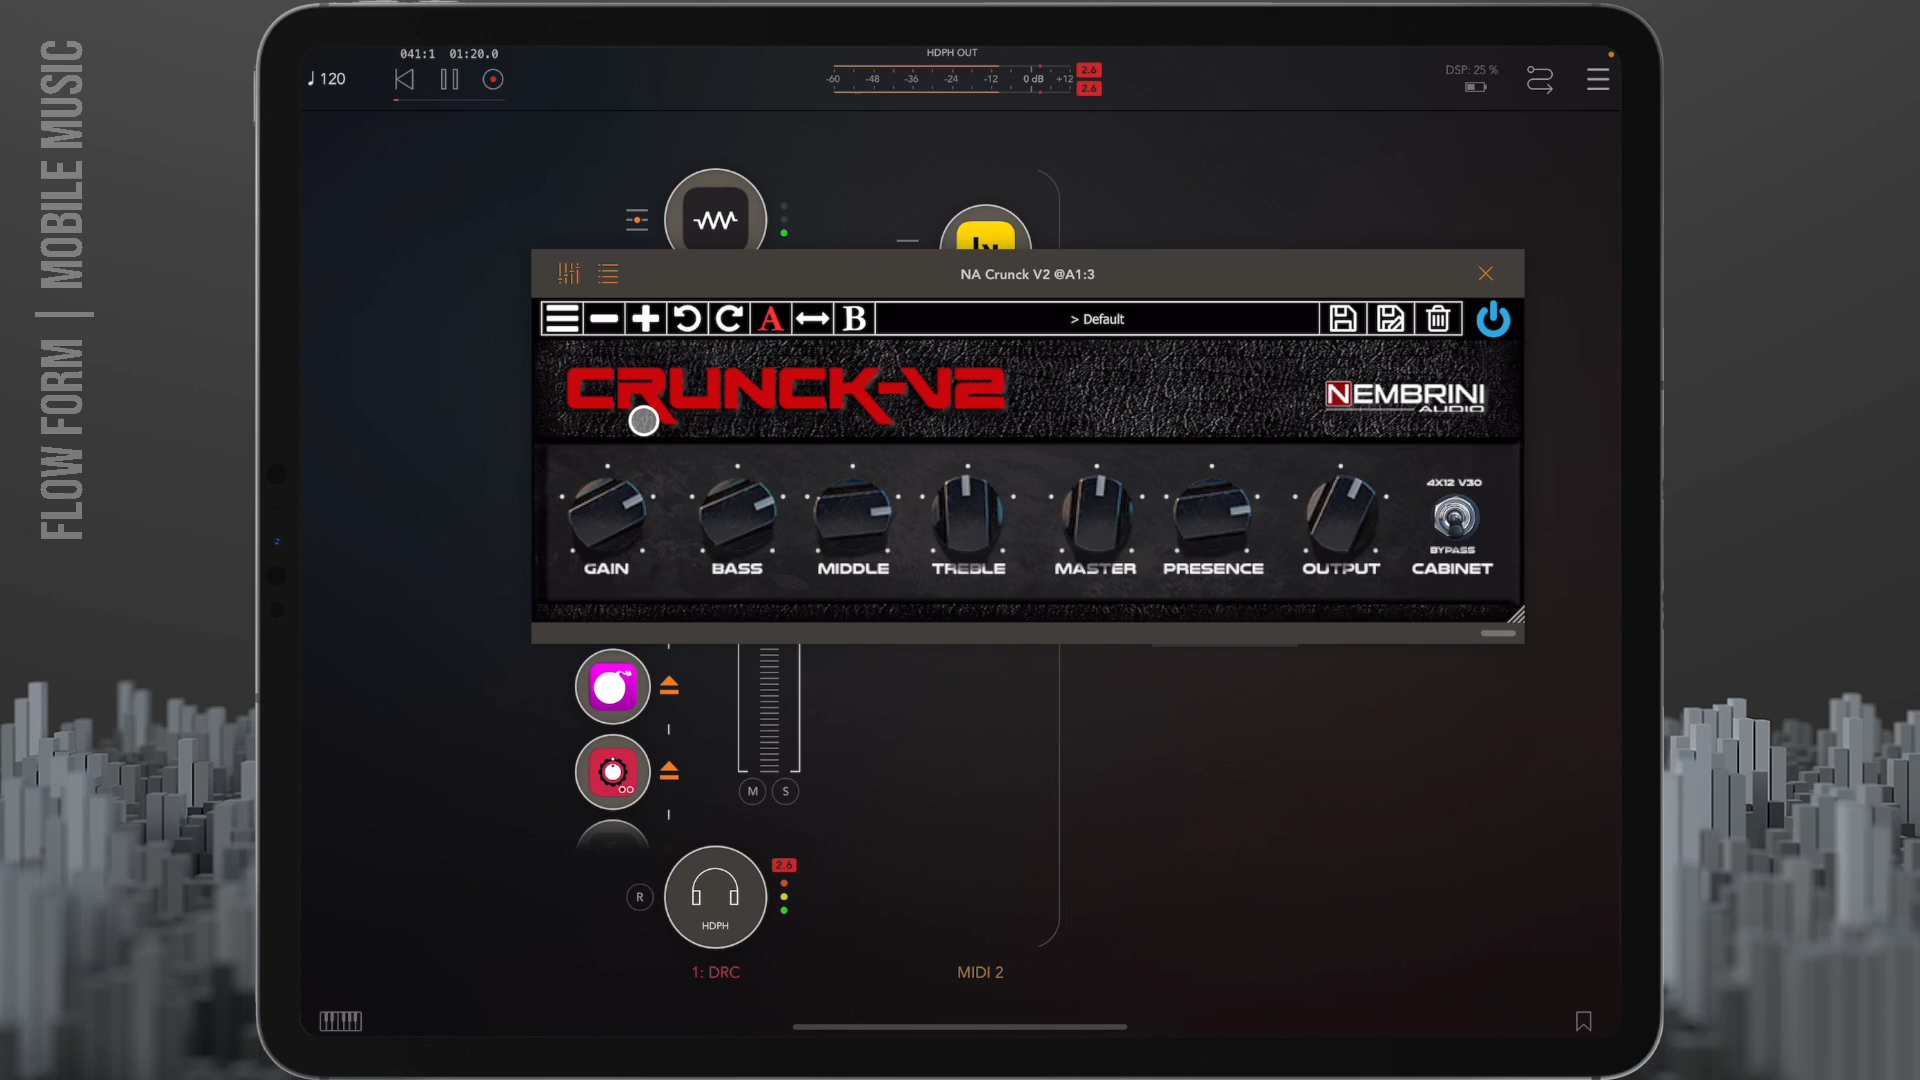 FLOW FORM | MOBILE MUSIC
041:1 01:20.0
120
HDPH OUT
-60 -48 -36 -24 -12 0 dB +12
2.6
2.6
DSP: 25 %
NA Crunck V2 @A1:3
A B
> Default
CRUNCK-V2
NEMBRINI
AUDIO
4X12 V30
BYPASS
GAIN BASS MIDDLE TREBLE MASTER PRESENCE OUTPUT CABINET
M S
2.6
R
HDPH
1: DRC
MIDI 2